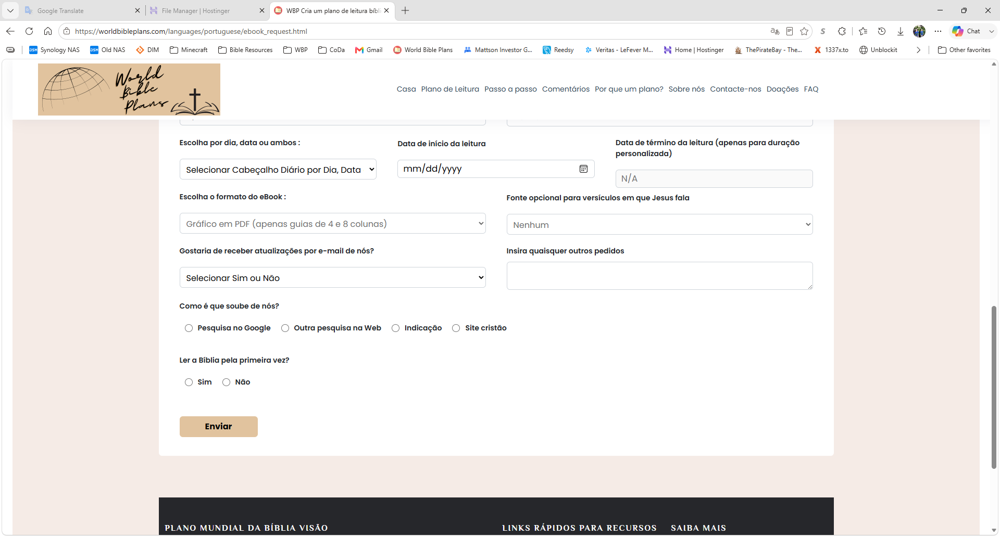 Google Translate
File Manager | Hostinger
WBP Cria um plano de leitura bíbli
https://worldbibleplans.com/languages/portuguese/ebook_request.html
Chat
Synology NAS
Old NAS
DIM
Minecraft
Bible Resources
WBP
CoDa
Gmail
World Bible Plans
Mattson Investor G...
Reedsy
Veritas - LeFever M...
Home | Hostinger
ThePirateBay - The...
1337x.to
Unblockit
Other favorites
World
Bible
Plans
Casa
Plano de Leitura
Passo a passo
Comentários
Por que um plano?
Sobre nós
Contacte-nos
Doações
FAQ
Escolha por dia, data ou ambos :
Data de início da leitura
Data de término da leitura (apenas para duração
personalizada)
Selecionar Cabeçalho Diário por Dia, Data
mm/dd/yyyy
N/A
Escolha o formato do eBook :
Fonte opcional para versículos em que Jesus fala
Gráfico em PDF (apenas guias de 4 e 8 colunas)
Nenhum
Gostaria de receber atualizações por e-mail de nós?
Insira quaisquer outros pedidos
Selecionar Sim ou Não
Como é que soube de nós?
Pesquisa no Google
Outra pesquisa na Web
Indicação
Site cristão
Ler a Bíblia pela primeira vez?
Sim
Não
Enviar
PLANO MUNDIAL DA BÍBLIA VISÃO
LINKS RÁPIDOS PARA RECURSOS
SAIBA MAIS